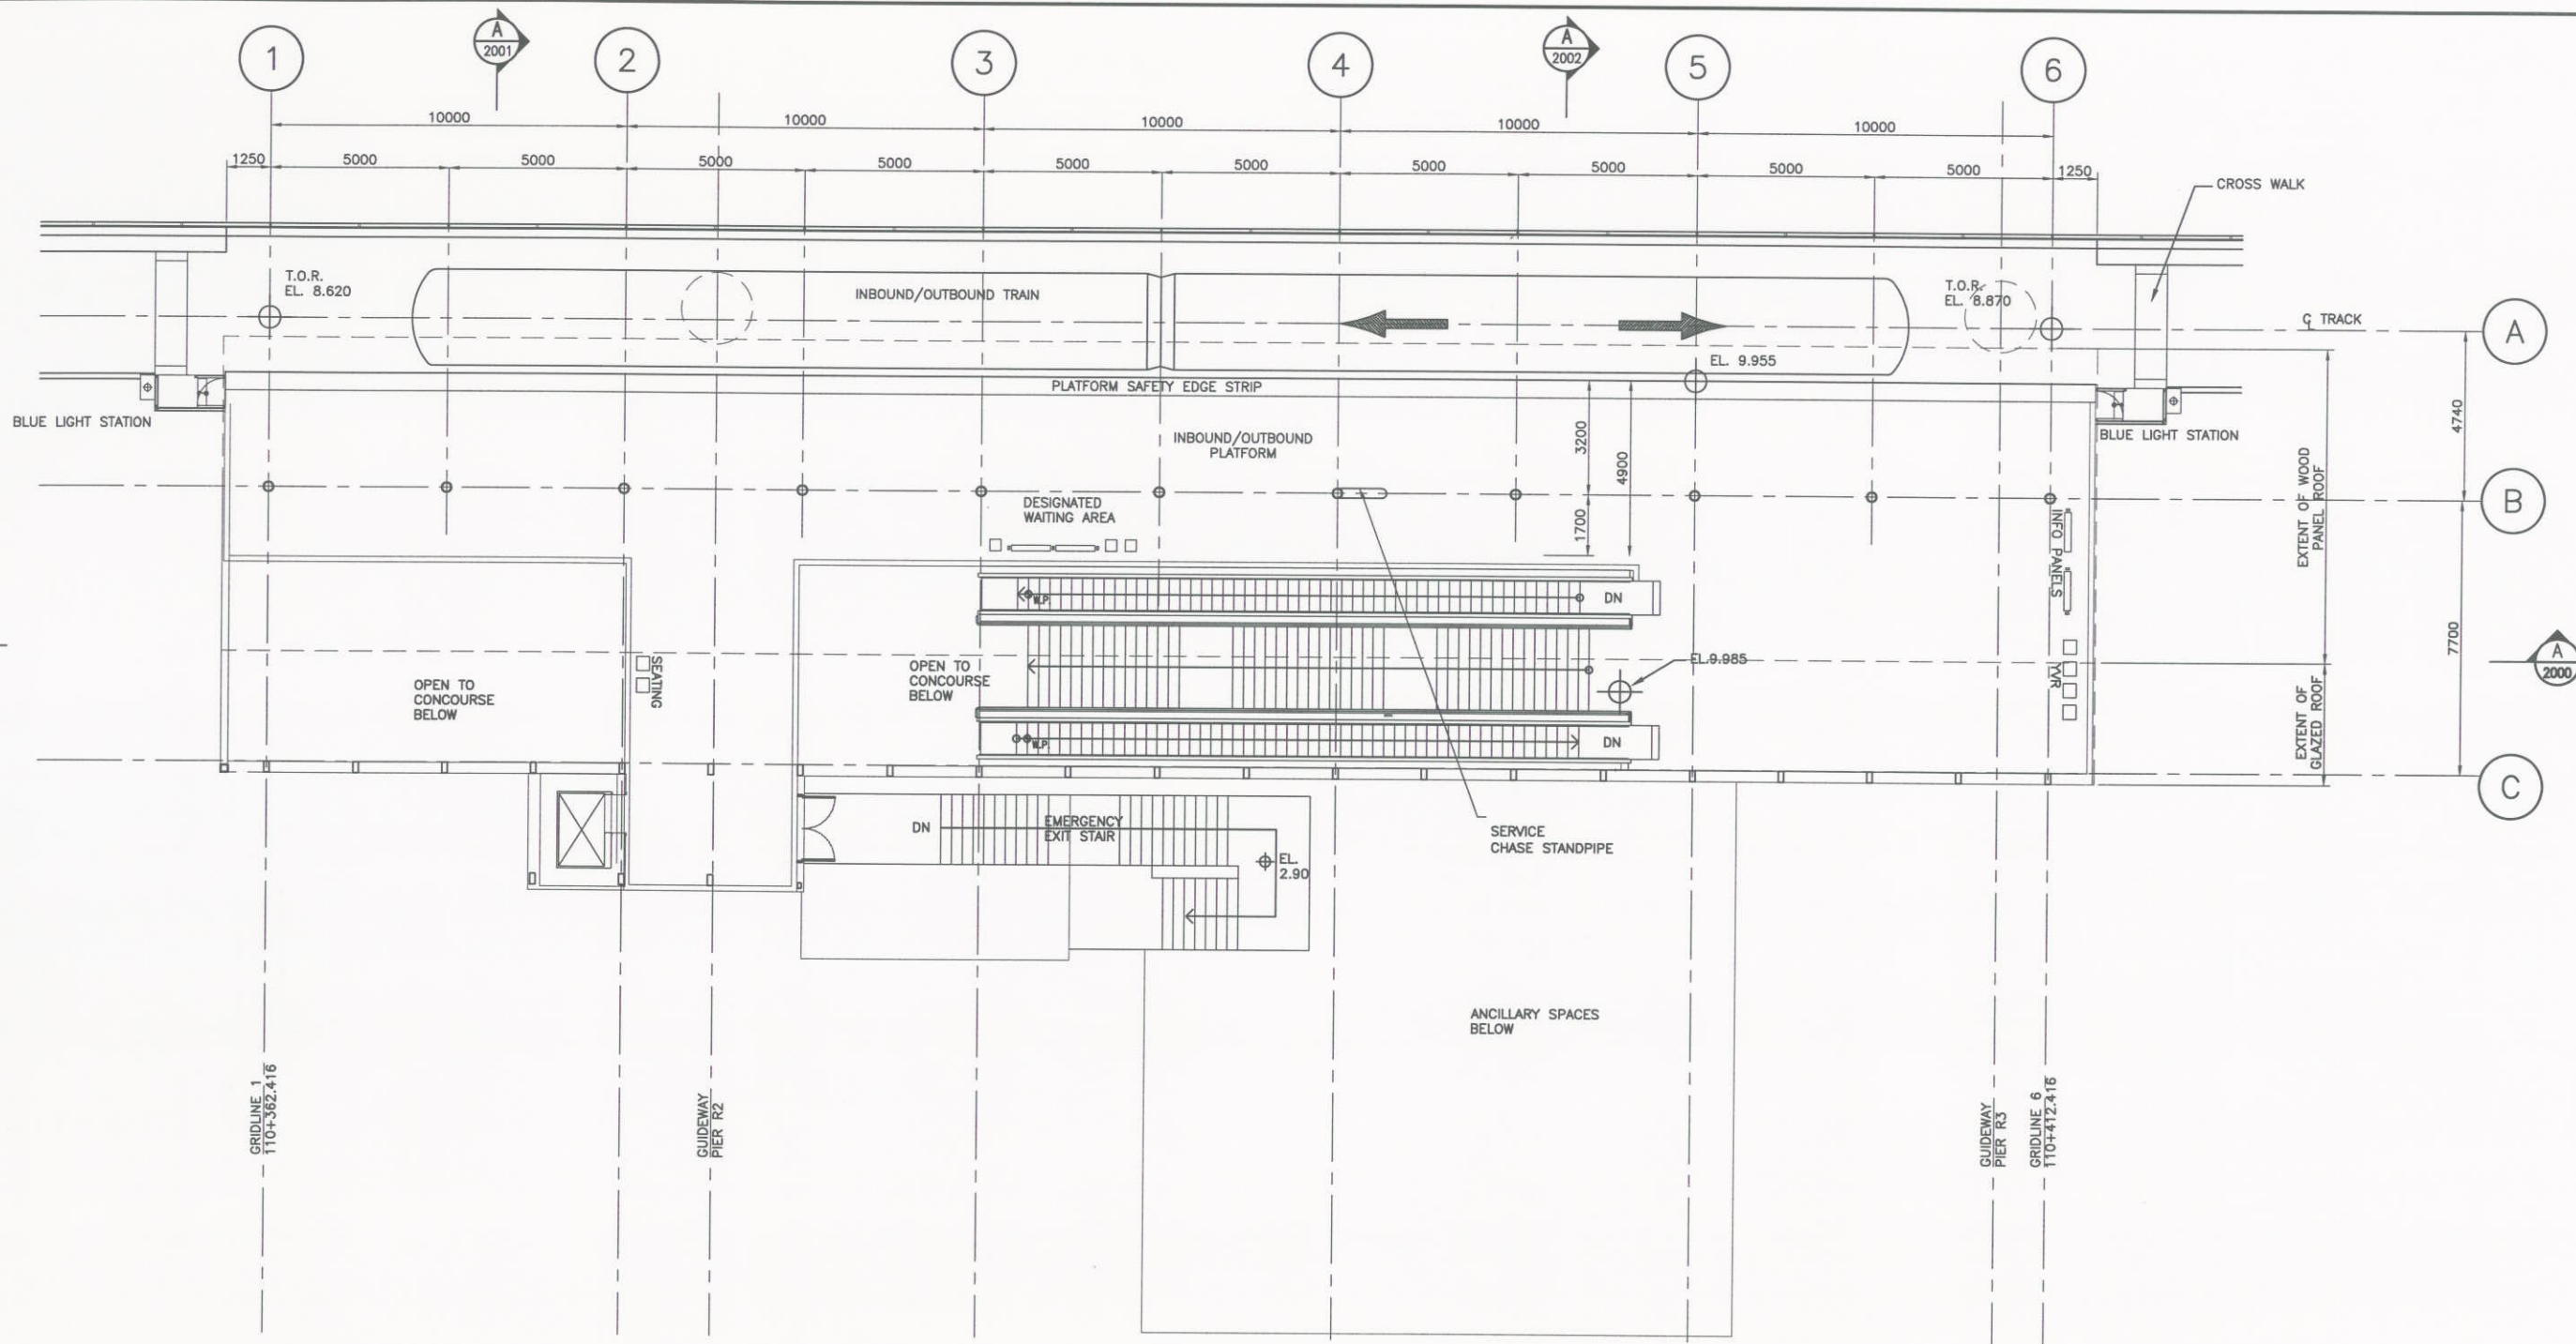 1
A
2001
2
3
4
A
2002
5
6
10000
10000
10000
10000
10000
1250
5000
5000
5000
5000
5000
5000
5000
5000
5000
5000
1250
CROSS WALK
T.O.R.
EL. 8.620
INBOUND/OUTBOUND TRAIN
T.O.R.
EL. 8.870
℄ TRACK
A
EL. 9.955
PLATFORM SAFETY EDGE STRIP
BLUE LIGHT STATION
BLUE LIGHT STATION
INBOUND/OUTBOUND
PLATFORM
3200
4900
1700
4740
EXTENT OF WOOD
PANEL ROOF
B
DESIGNATED
WAITING AREA
INFO PANELS
W.P.
DN
7700
OPEN TO
CONCOURSE
BELOW
SEATING
OPEN TO
CONCOURSE
BELOW
EL.9.985
YVR
A
2000
EXTENT OF
GLAZED ROOF
W.P.
DN
C
DN
EMERGENCY
EXIT STAIR
EL.
2.90
SERVICE
CHASE STANDPIPE
ANCILLARY SPACES
BELOW
GRIDLINE 1
110+362.416
GUIDEWAY
PIER R2
GUIDEWAY
PIER R3
GRIDLINE 6
110+412.416